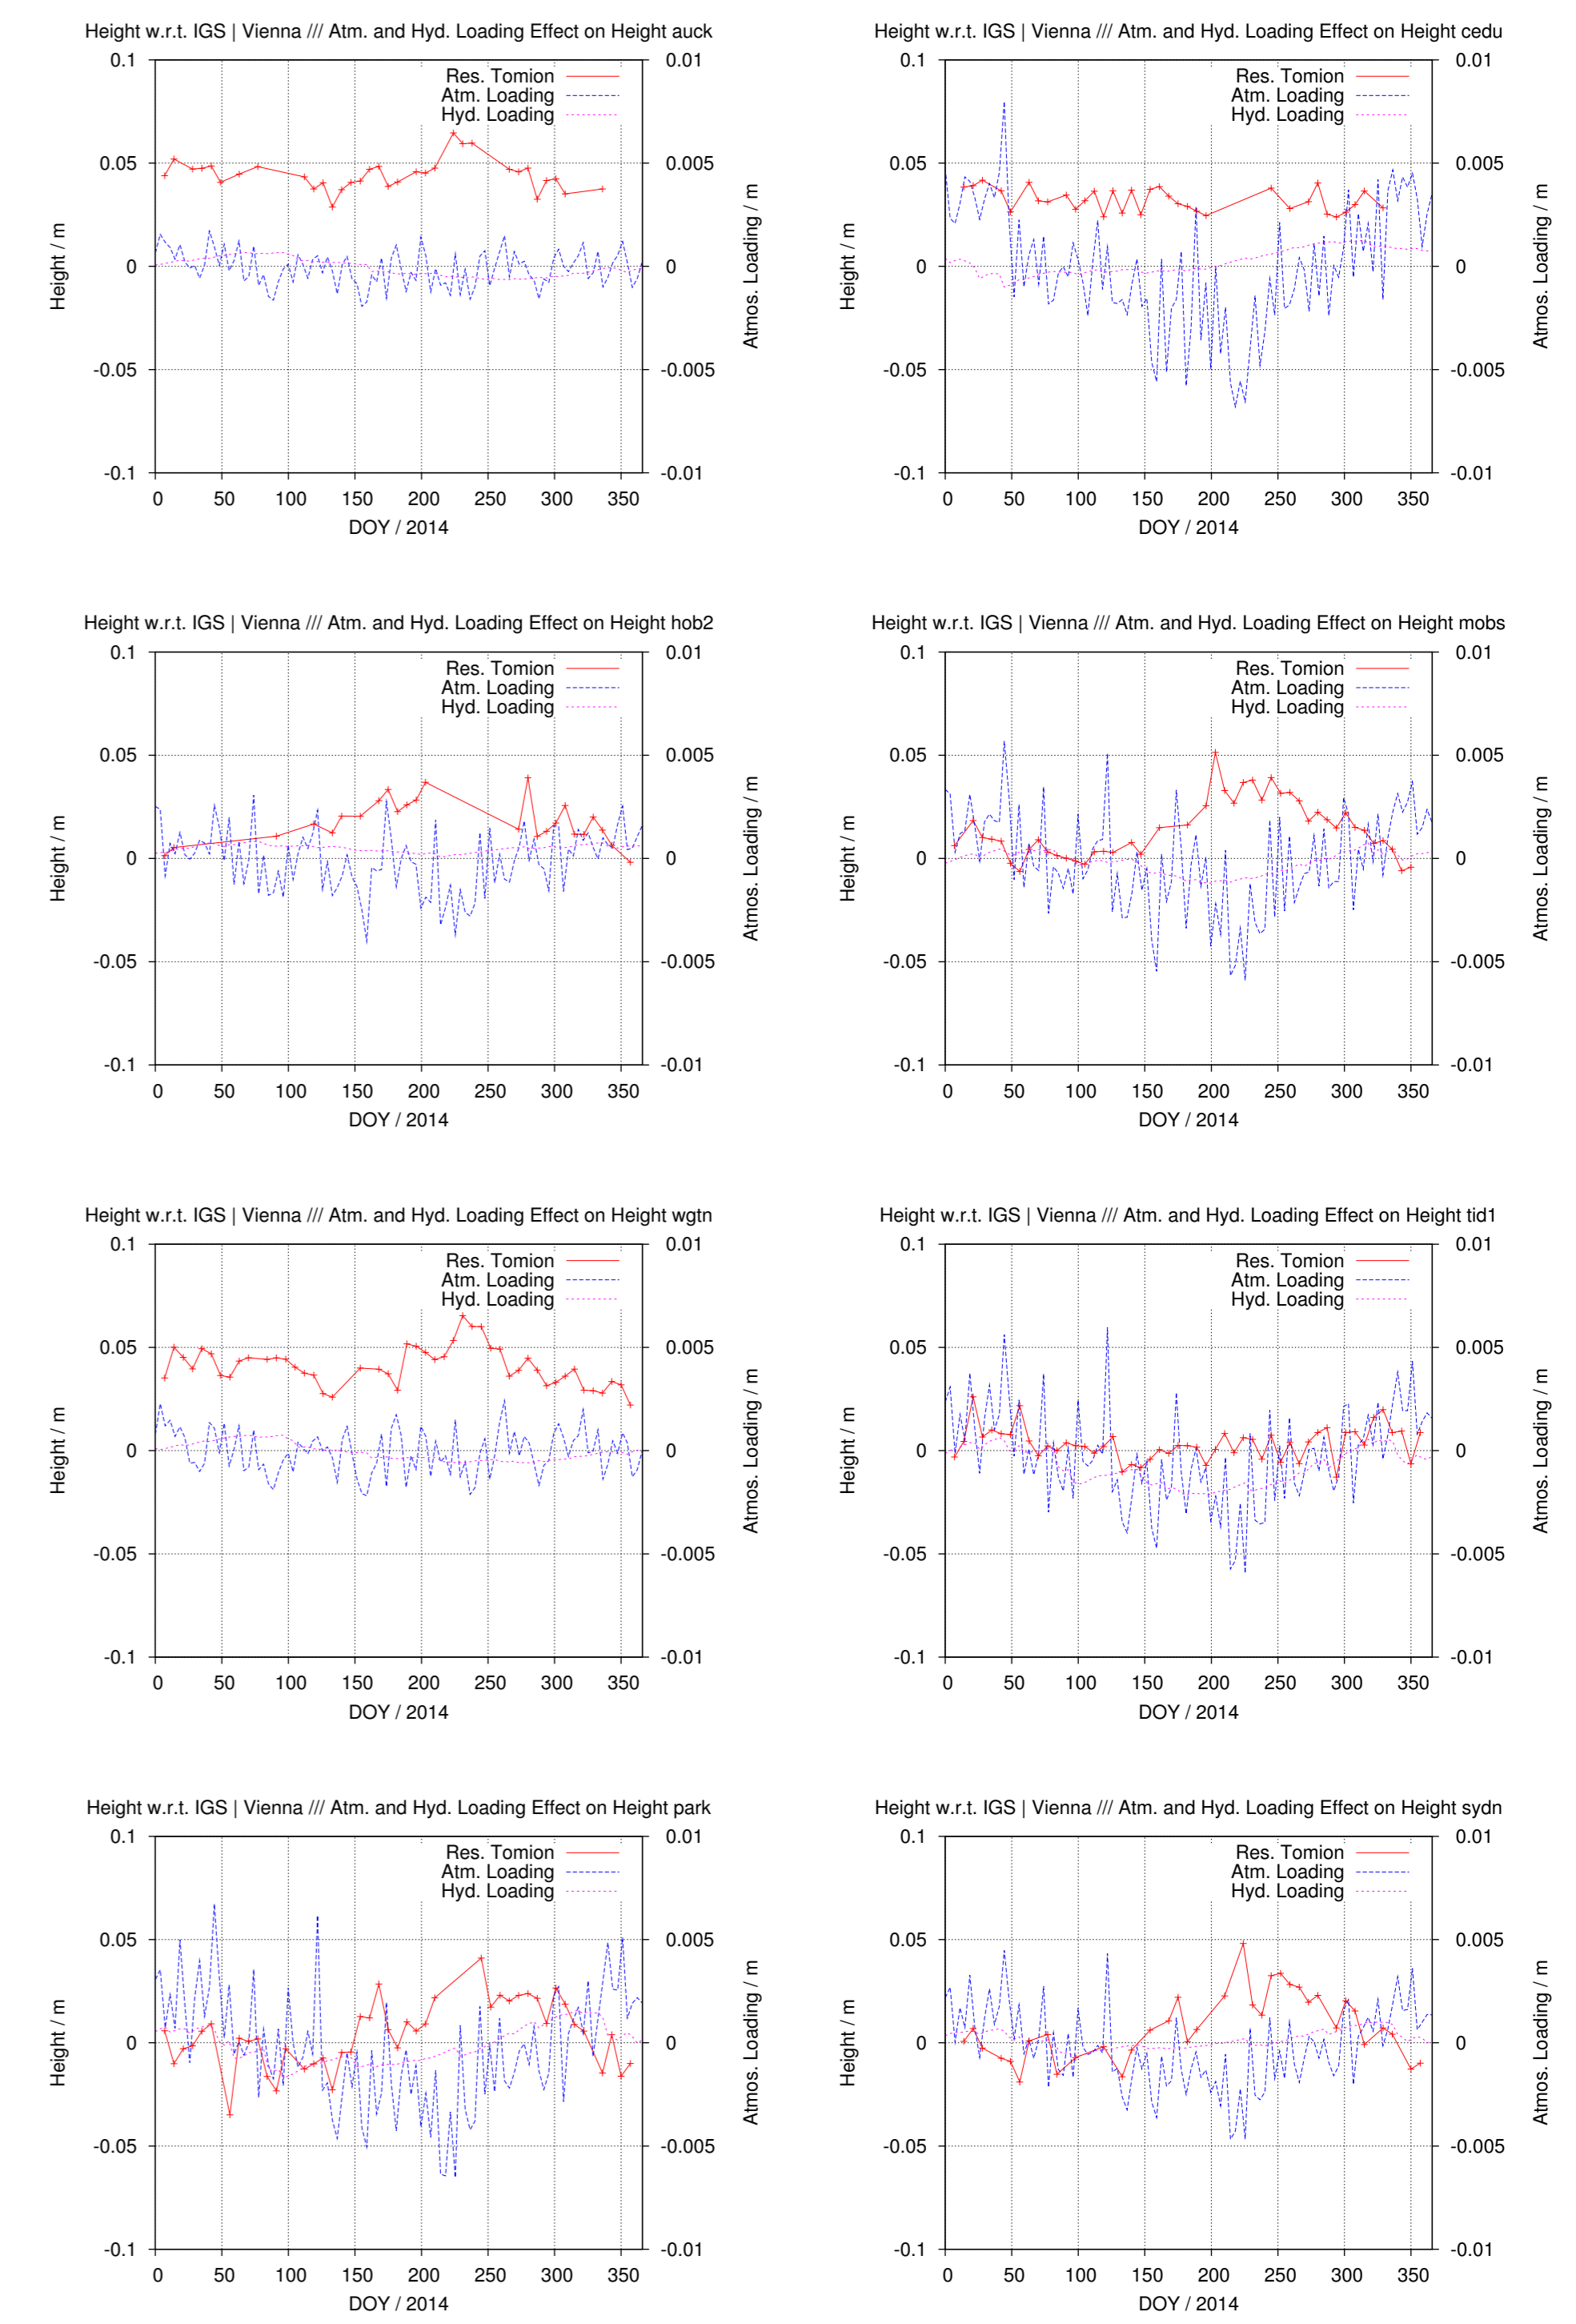 Height w.r.t. IGS | Vienna /// Atm. and Hyd. Loading Effect on Height auck
0.1
0.05
0
-0.05
-0.1
0.01
0.005
0
-0.005
-0.01
Res. Tomion
Atm. Loading
Hyd. Loading
Height / m
Atmos. Loading / m
0 50 100 150 200 250 300 350
DOY / 2014
Height w.r.t. IGS | Vienna /// Atm. and Hyd. Loading Effect on Height cedu
0.1
0.05
0
-0.05
-0.1
0.01
0.005
0
-0.005
-0.01
Res. Tomion
Atm. Loading
Hyd. Loading
Height / m
Atmos. Loading / m
0 50 100 150 200 250 300 350
DOY / 2014
Height w.r.t. IGS | Vienna /// Atm. and Hyd. Loading Effect on Height hob2
0.1
0.05
0
-0.05
-0.1
0.01
0.005
0
-0.005
-0.01
Res. Tomion
Atm. Loading
Hyd. Loading
Height / m
Atmos. Loading / m
0 50 100 150 200 250 300 350
DOY / 2014
Height w.r.t. IGS | Vienna /// Atm. and Hyd. Loading Effect on Height mobs
0.1
0.05
0
-0.05
-0.1
0.01
0.005
0
-0.005
-0.01
Res. Tomion
Atm. Loading
Hyd. Loading
Height / m
Atmos. Loading / m
0 50 100 150 200 250 300 350
DOY / 2014
Height w.r.t. IGS | Vienna /// Atm. and Hyd. Loading Effect on Height wgtn
0.1
0.05
0
-0.05
-0.1
0.01
0.005
0
-0.005
-0.01
Res. Tomion
Atm. Loading
Hyd. Loading
Height / m
Atmos. Loading / m
0 50 100 150 200 250 300 350
DOY / 2014
Height w.r.t. IGS | Vienna /// Atm. and Hyd. Loading Effect on Height tid1
0.1
0.05
0
-0.05
-0.1
0.01
0.005
0
-0.005
-0.01
Res. Tomion
Atm. Loading
Hyd. Loading
Height / m
Atmos. Loading / m
0 50 100 150 200 250 300 350
DOY / 2014
Height w.r.t. IGS | Vienna /// Atm. and Hyd. Loading Effect on Height park
0.1
0.05
0
-0.05
-0.1
0.01
0.005
0
-0.005
-0.01
Res. Tomion
Atm. Loading
Hyd. Loading
Height / m
Atmos. Loading / m
0 50 100 150 200 250 300 350
DOY / 2014
Height w.r.t. IGS | Vienna /// Atm. and Hyd. Loading Effect on Height sydn
0.1
0.05
0
-0.05
-0.1
0.01
0.005
0
-0.005
-0.01
Res. Tomion
Atm. Loading
Hyd. Loading
Height / m
Atmos. Loading / m
0 50 100 150 200 250 300 350
DOY / 2014